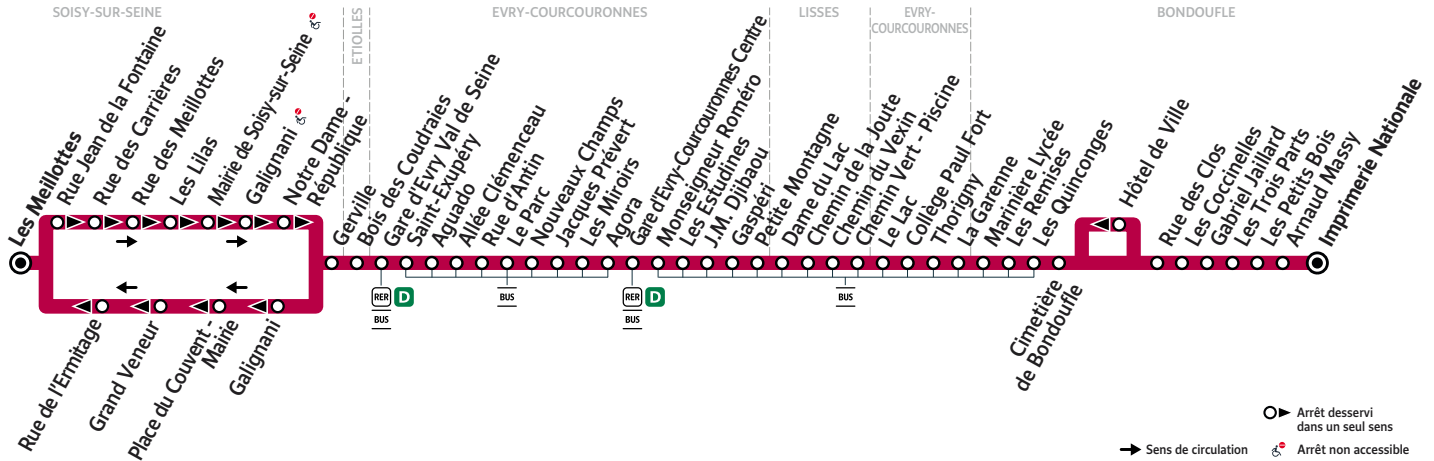 SOISY-SUR-SEINE
ETIOLLES
EVRY-COURCOURONNES
LISSES
EVRY-
COURCOURONNES
BONDOUFLE
Les Meillottes
Rue Jean de la Fontaine
Rue des Carrières
Rue des Meillottes
Les Lilas
Mairie de Soisy-sur-Seine
Galignani
Notre Dame -
République
Gerville
Bois des Coudraies
Gare d'Evry Val de Seine
Saint-Exupéry
Aguado
Allée Clémenceau
Rue d'Antin
Le Parc
Nouveaux Champs
Jacques Prévert
Les Miroirs
Agora
Gare d'Evry-Courcouronnes Centre
Monseigneur Roméro
Les Estudines
J.M. Djibaou
Gaspéri
Petite Montagne
Dame du Lac
Chemin de la Joute
Chemin du Vexin
Chemin Vert - Piscine
Le Lac
Collège Paul Fort
Thorigny
La Garenne
Marinière Lycée
Les Remises
Les Quinconges
Hôtel de Ville
Rue des Clos
Les Coccinelles
Gabriel Jaillard
Les Trois Parts
Les Petits Bois
Arnaud Massy
Imprimerie Nationale
RER D
BUS
BUS
RER D
BUS
BUS
Rue de l'Ermitage
Grand Veneur
Place du Couvent -
Mairie
Galignani
Cimetière
de Bondoufle
Arrêt desservi
dans un seul sens
Sens de circulation
Arrêt non accessible